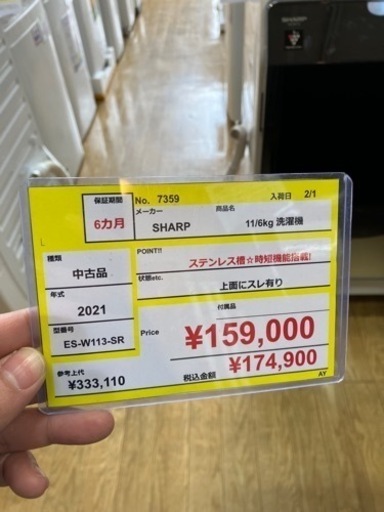 SHARP
保証期間
6カ月
No. 7359
入荷日 2/1
メーカー
SHARP
商品名
11/6kg 洗濯機
L
種類
中古品
POINT!!
ステンレス槽☆時短機能搭載!
状態etc.
上面にスレ有り
年式
2021
付属品
型番号
ES-W113-SR
Price
¥159,000
¥174,900
参考上代
¥333,110
税込金額
AY